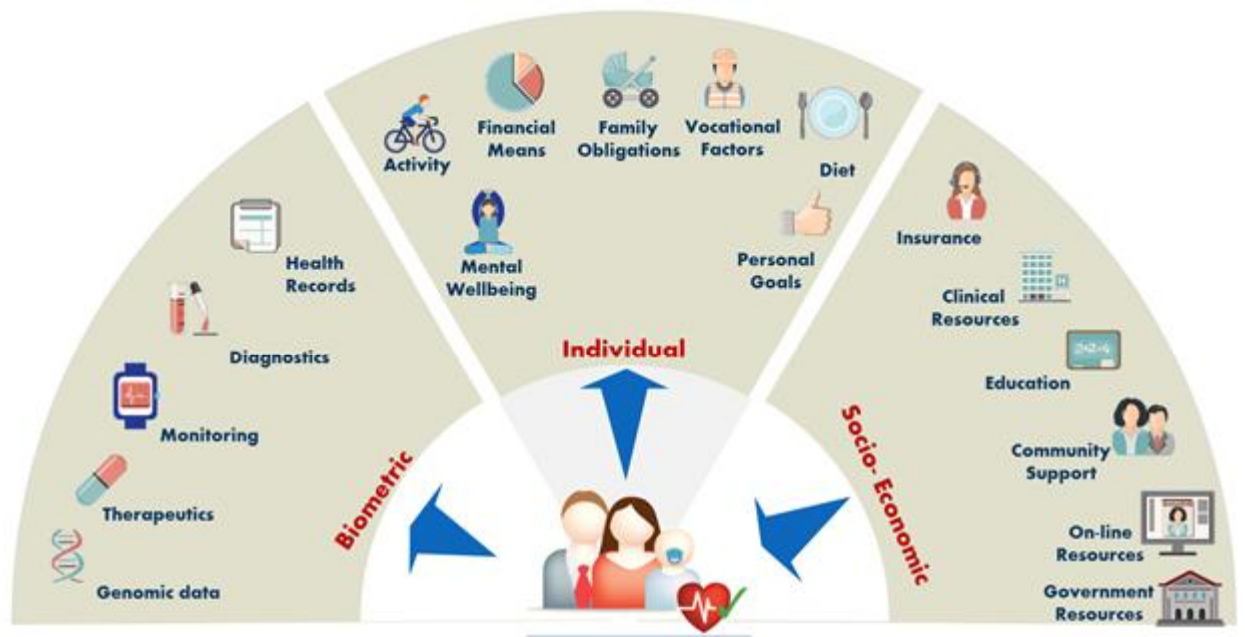 Health
Records
Diagnostics
Monitoring
Therapeutics
Genomic data
Biometric
Activity
Financial
Means
Family
Obligations
Vocational
Factors
Diet
Mental
Wellbeing
Personal
Goals
Individual
Insurance
Clinical
Resources
Education
Community
Support
On-line
Resources
Government
Resources
Socio- Economic